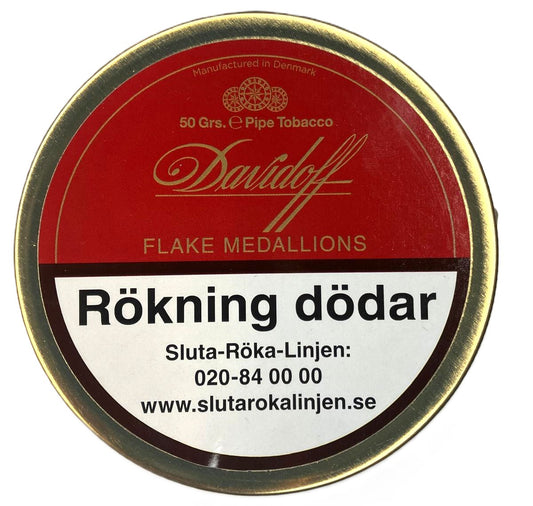 Manufactured in Denmark
50 Grs. ℮ Pipe Tobacco
Davidoff
FLAKE MEDALLIONS
Rökning dödar
Sluta-Röka-Linjen:
020-84 00 00
www.slutarokalinjen.se